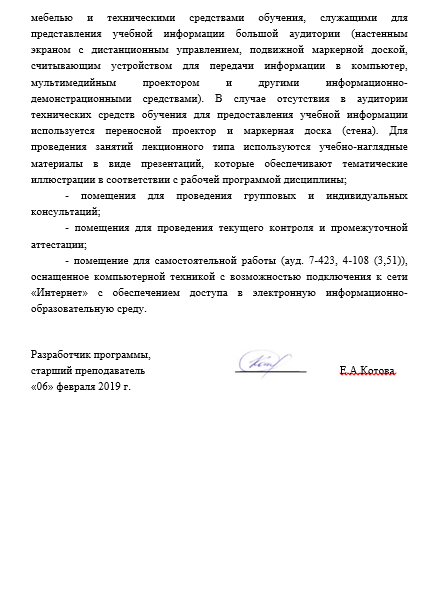 мебелью и техническими средствами обучения, служащими для
представления учебной информации большой аудитории (настенным
экраном с дистанционным управлением, подвижной маркерной доской,
считывающим устройством для передачи информации в компьютер,
мультимедийным проектором и другими информационно-
демонстрационными средствами). В случае отсутствия в аудитории
технических средств обучения для предоставления учебной информации
используется переносной проектор и маркерная доска (стена). Для
проведения занятий лекционного типа используются учебно-наглядные
материалы в виде презентаций, которые обеспечивают тематические
иллюстрации в соответствии с рабочей программой дисциплины;
- помещения для проведения групповых и индивидуальных
консультаций;
- помещения для проведения текущего контроля и промежуточной
аттестации;
- помещение для самостоятельной работы (ауд. 7-423, 4-108 (3,51)),
оснащенное компьютерной техникой с возможностью подключения к сети
«Интернет» с обеспечением доступа в электронную информационно-
образовательную среду.
Разработчик программы,
старший преподаватель Е.А.Котова
«06» февраля 2019 г.